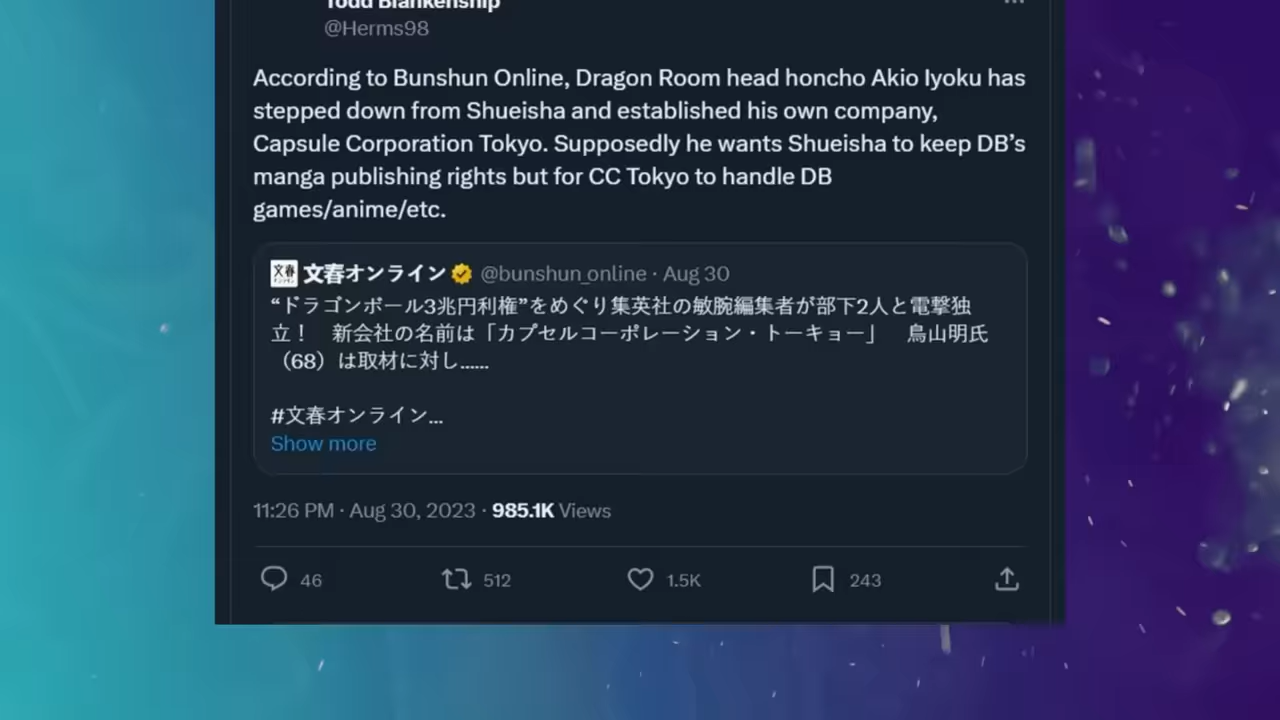 Todd Blankenship
@Herms98
According to Bunshun Online, Dragon Room head honcho Akio Iyoku has
stepped down from Shueisha and established his own company,
Capsule Corporation Tokyo. Supposedly he wants Shueisha to keep DB’s
manga publishing rights but for CC Tokyo to handle DB
games/anime/etc.
文春オンライン
文春オンライン @bunshun_online · Aug 30
“ドラゴンボール3兆円利権”をめぐり集英社の敏腕編集者が部下2人と電撃独
立！　新会社の名前は「カプセルコーポレーション・トーキョー」　鳥山明氏
（68）は取材に対し......
#文春オンライン...
Show more
11:26 PM · Aug 30, 2023 · 985.1K Views
46 512 1.5K 243